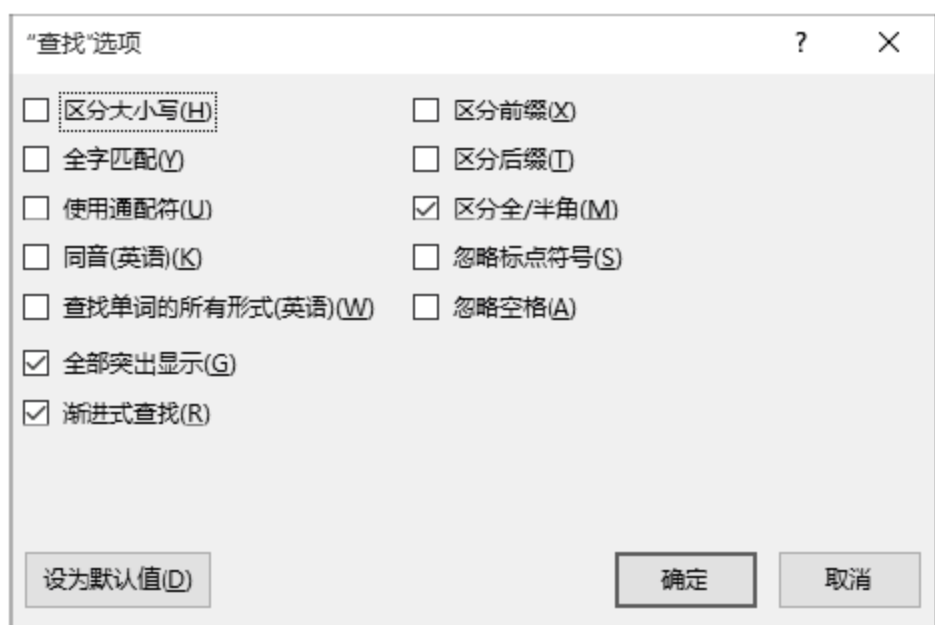 “查找”选项 ?
区分大小写(H) 区分前缀(X)
全字匹配(Y) 区分后缀(T)
使用通配符(U) 区分全/半角(M)
同音(英语)(K) 忽略标点符号(S)
查找单词的所有形式(英语)(W) 忽略空格(A)
全部突出显示(G)
渐进式查找(R)
设为默认值(D) 确定 取消